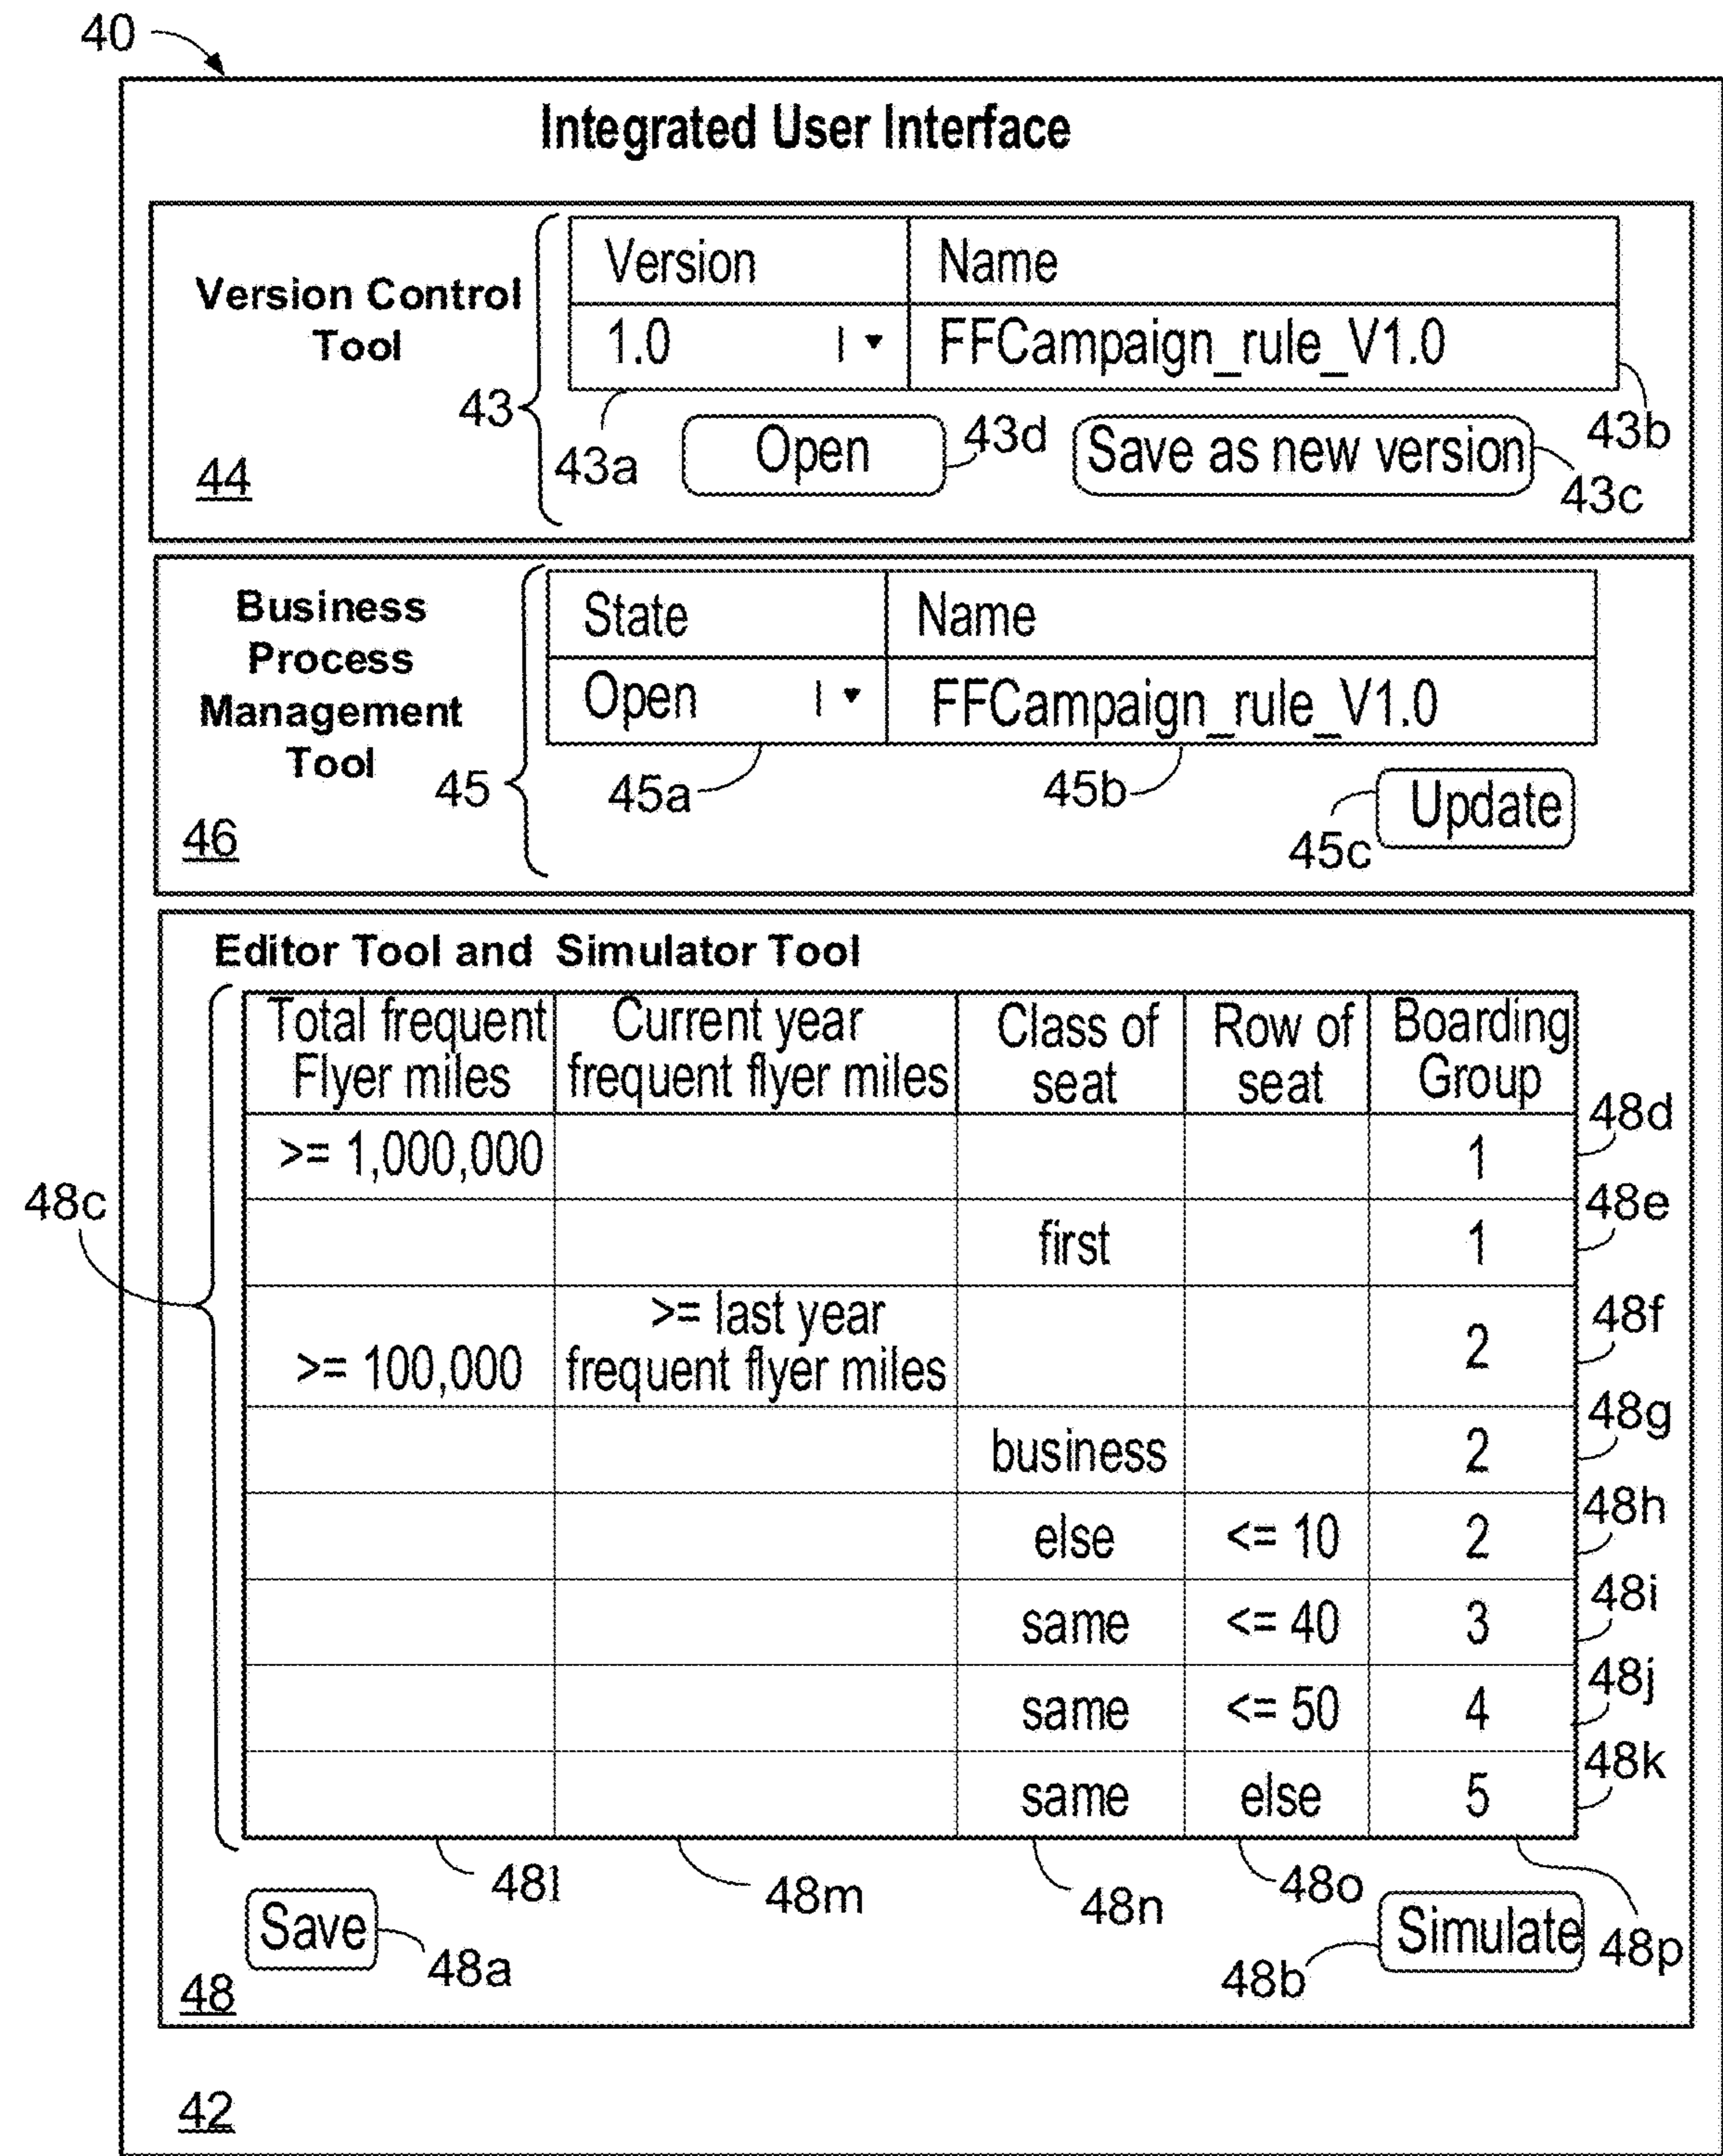 40
Integrated User Interface
Version Control
Tool
Version Name
1.0 FFCampaign_rule_V1.0
43
43a
Open
43d
Save as new version
43b
43c
44
Business
Process
Management
Tool
State Name
Open FFCampaign_rule_V1.0
45
45a
45b
Update
45c
46
Editor Tool and Simulator Tool
Total frequent
Flyer miles
Current year
frequent flyer miles
Class of
seat
Row of
seat
Boarding
Group
>= 1,000,000 1
48d
first 1
48e
48c
>= 100,000
>= last year
frequent flyer miles
2
48f
business 2
48g
else <= 10 2
48h
same <= 40 3
48i
same <= 50 4
48j
same else 5
48k
48l
48m
48n
48o
48p
Save
48a
Simulate
48b
48
42